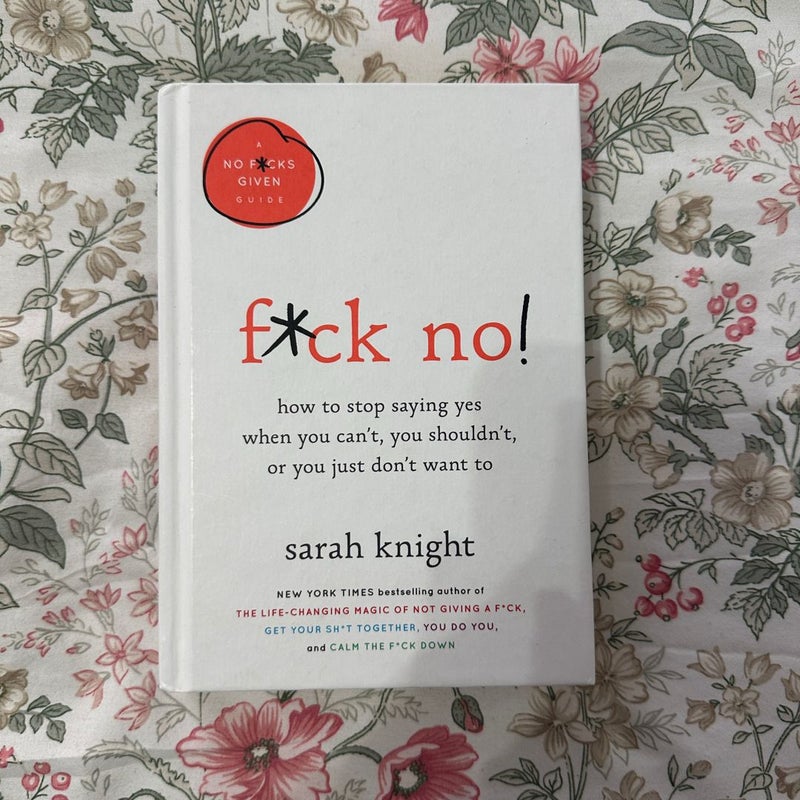 A
NO F*CKS
GIVEN
GUIDE
f*ck no!
how to stop saying yes
when you can't, you shouldn't,
or you just don't want to
sarah knight
NEW YORK TIMES bestselling author of
THE LIFE-CHANGING MAGIC OF NOT GIVING A F*CK,
GET YOUR SH*T TOGETHER, YOU DO YOU,
and CALM THE F*CK DOWN